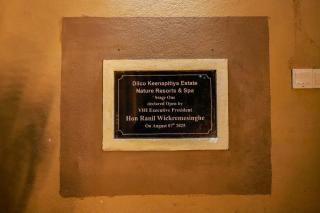 Dilco Keenapitiya Estate
Nature Resorts & Spa
Stage One
declared Open by
VIII Executive President
Hon Ranil Wickremesinghe
On August 07th 2025